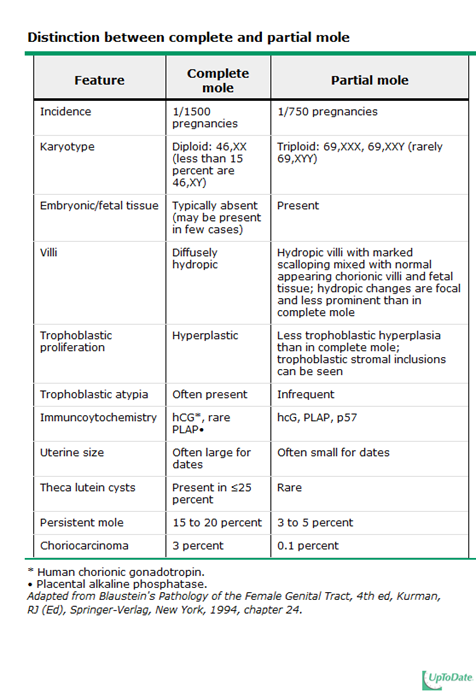 Distinction between complete and partial mole
Feature
Complete
mole
Partial mole
Incidence
1/1500
pregnancies
1/750 pregnancies
Karyotype
Diploid: 46,XX
(less than 15
percent are
46,XY)
Triploid: 69,XXX, 69,XXY (rarely
69,XYY)
Embryonic/fetal tissue
Typically absent
(may be present
in few cases)
Present
Villi
Diffusely
hydropic
Hydropic villi with marked
scalloping mixed with normal
appearing chorionic villi and fetal
tissue; hydropic changes are focal
and less prominent than in
complete mole
Trophoblastic
proliferation
Hyperplastic
Less trophoblastic hyperplasia
than in complete mole;
trophoblastic stromal inclusions
can be seen
Trophoblastic atypia
Often present
Infrequent
Immuncoytochemistry
hCG*, rare
PLAP•
hcG, PLAP, p57
Uterine size
Often large for
dates
Often small for dates
Theca lutein cysts
Present in ≤25
percent
Rare
Persistent mole
15 to 20 percent
3 to 5 percent
Choriocarcinoma
3 percent
0.1 percent
* Human chorionic gonadotropin.
• Placental alkaline phosphatase.
Adapted from Blaustein's Pathology of the Female Genital Tract, 4th ed, Kurman,
RJ (Ed), Springer-Verlag, New York, 1994, chapter 24.
UpToDate